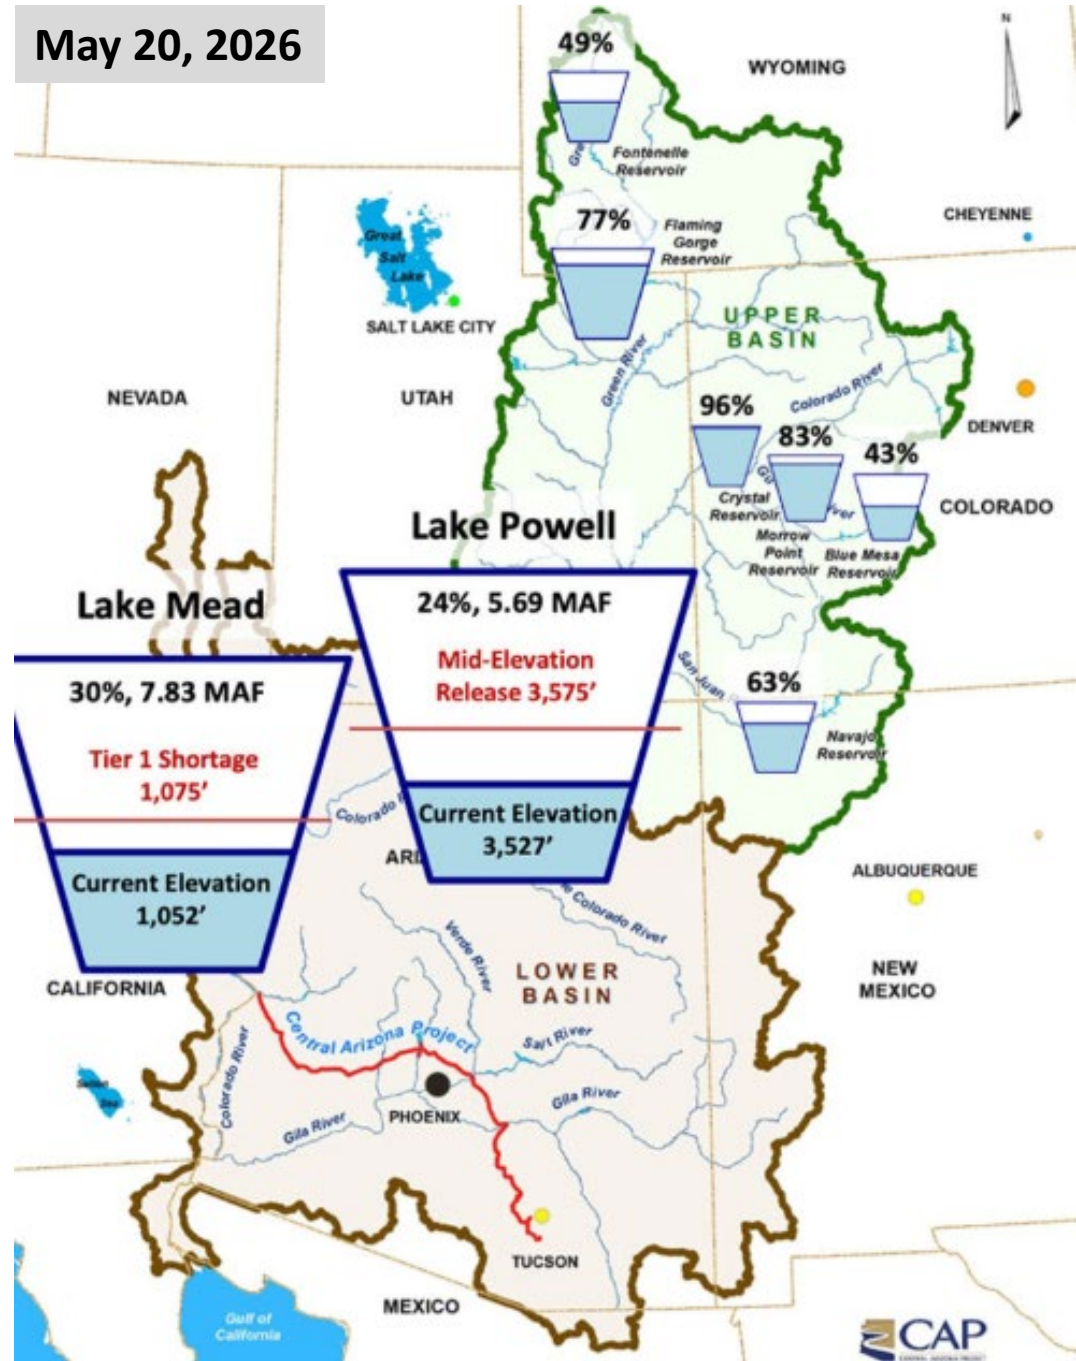 May 20, 2026
N
49%
WYOMING
Fontenelle
Reservoir
77%
Flaming
Gorge
Reservoir
CHEYENNE
Great
Salt
Lake
SALT LAKE CITY
UPPER
BASIN
Green River
NEVADA
UTAH
Colorado River
96%
83%
43%
DENVER
COLORADO
Crystal
Reservoir
Morrow
Point
Reservoir
Blue Mesa
Reservoir
Lake Powell
24%, 5.69 MAF
Mid-Elevation
Release 3,575’
Current Elevation
3,527’
Lake Mead
30%, 7.83 MAF
Tier 1 Shortage
1,075’
Current Elevation
1,052’
San Juan
63%
Navajo
Reservoir
Colorado
ALBUQUERQUE
Colorado River
Verde River
LOWER
BASIN
NEW
MEXICO
CALIFORNIA
Central Arizona Project
Salt River
Colorado River
Salton
Sea
PHOENIX
Gila River
Gila River
TUCSON
MEXICO
Gulf of
California
CAP
CENTRAL ARIZONA PROJECT